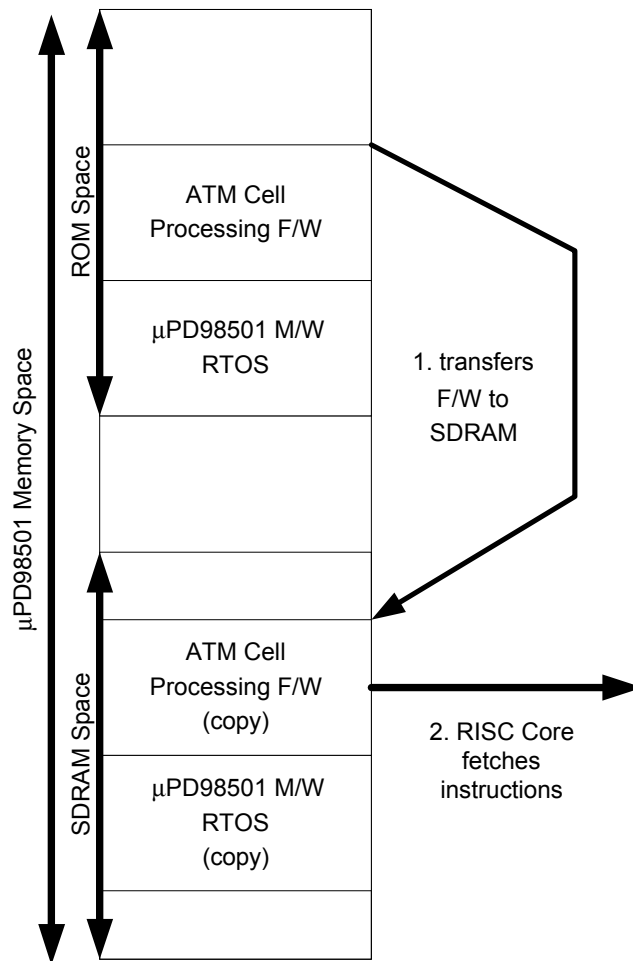 μPD98501 Memory Space
ROM Space
ATM Cell
Processing F/W
μPD98501 M/W
RTOS
1. transfers
F/W to
SDRAM
SDRAM Space
ATM Cell
Processing F/W
(copy)
μPD98501 M/W
RTOS
(copy)
2. RISC Core
fetches
instructions